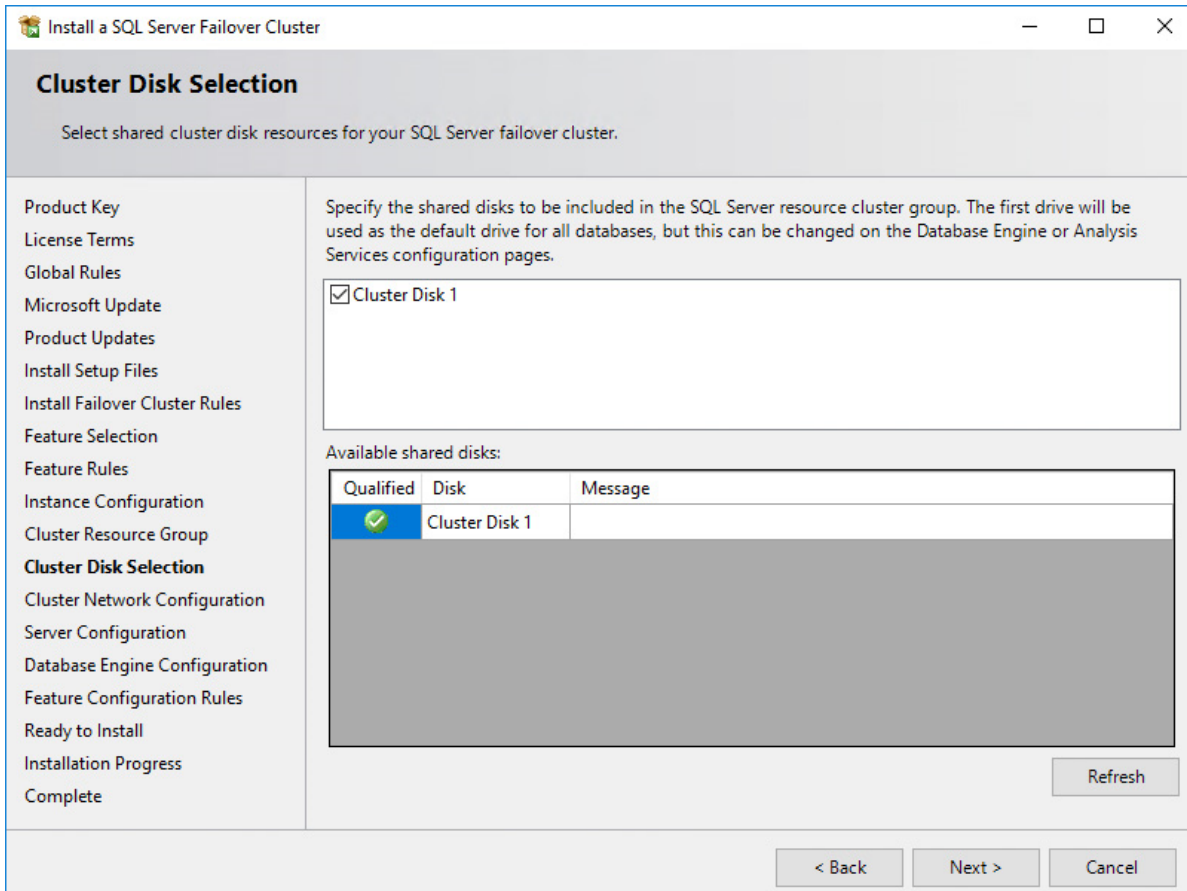 Install a SQL Server Failover Cluster
Cluster Disk Selection
Select shared cluster disk resources for your SQL Server failover cluster.
Product Key
License Terms
Global Rules
Microsoft Update
Product Updates
Install Setup Files
Install Failover Cluster Rules
Feature Selection
Feature Rules
Instance Configuration
Cluster Resource Group
Cluster Disk Selection
Cluster Network Configuration
Server Configuration
Database Engine Configuration
Feature Configuration Rules
Ready to Install
Installation Progress
Complete
Specify the shared disks to be included in the SQL Server resource cluster group. The first drive will be
used as the default drive for all databases, but this can be changed on the Database Engine or Analysis
Services configuration pages.
Cluster Disk 1
Available shared disks:
Qualified Disk Message
Cluster Disk 1
Refresh
< Back Next > Cancel